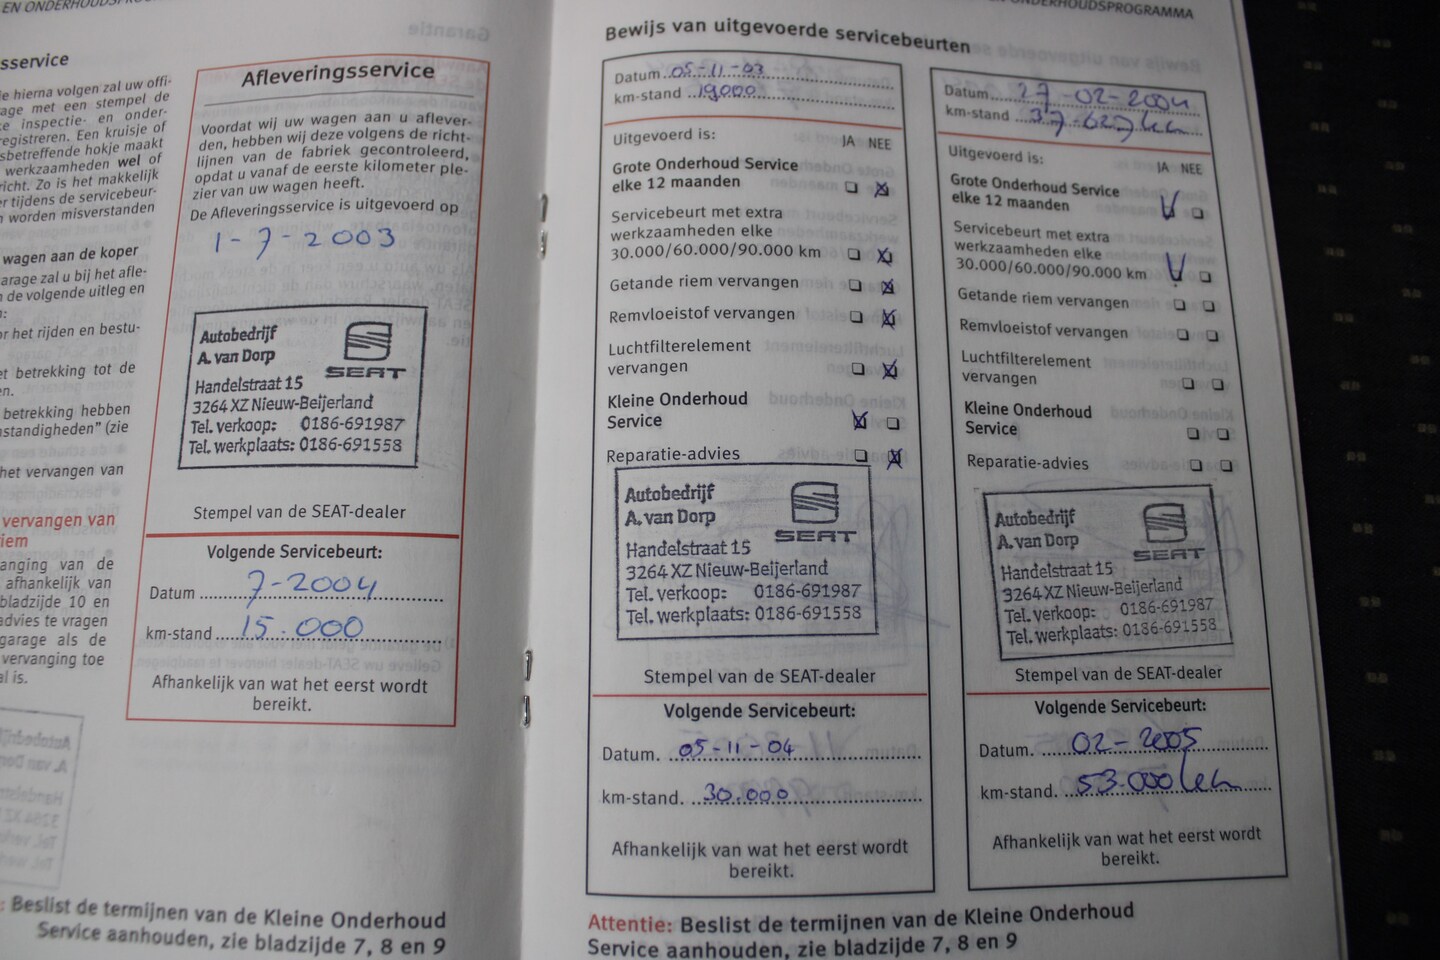 EN ONDERHOUDSPROGRA
sservice
e hierna volgen zal uw offi-
age met een stempel de
e inspectie- en onder-
registreren. Een kruisje of
sbetreffende hokje maakt
werkzaamheden wel of
richt. Zo is het makkelijk
er tijdens de servicebeur-
n worden misverstanden
wagen aan de koper
garage zal u bij het afle-
n de volgende uitleg en
n:
or het rijden en bestu-
et betrekking tot de
en.
betrekking hebben
nstandigheden" (zie
het vervangen van
vervangen van
iem
anging van de
afhankelijk van
bladzijde 10 en
advies te vragen
garage als de
vervanging toe
al is.
Afleveringsservice
Voordat wij uw wagen aan u aflever-
den, hebben wij deze volgens de richt-
lijnen van de fabriek gecontroleerd,
opdat u vanaf de eerste kilometer ple-
zier van uw wagen heeft.
De Afleveringsservice is uitgevoerd op
1-7-2003
Autobedrijf
A. van Dorp
SEAT
Handelstraat 15
3264 XZ Nieuw-Beijerland
Tel. verkoop: 0186-691987
Tel. werkplaats: 0186-691558
Stempel van de SEAT-dealer
Volgende Servicebeurt:
Datum 7-2004
km-stand 15.000
Afhankelijk van wat het eerst wordt
bereikt.
: Beslist de termijnen van de Kleine Onderhoud
Service aanhouden, zie bladzijde 7, 8 en 9
ONDERHOUDSPROGRAMMA
Bewijs van uitgevoerde servicebeurten
Datum 05-11-03
km-stand 19000
Uitgevoerd is: JA NEE
Grote Onderhoud Service
elke 12 maanden
Servicebeurt met extra
werkzaamheden elke
30.000/60.000/90.000 km
Getande riem vervangen
Remvloeistof vervangen
Luchtfilterelement
vervangen
Kleine Onderhoud
Service
Reparatie-advies
Autobedrijf
A. van Dorp
SEAT
Handelstraat 15
3264 XZ Nieuw-Beijerland
Tel. verkoop: 0186-691987
Tel. werkplaats: 0186-691558
Stempel van de SEAT-dealer
Volgende Servicebeurt:
Datum. 05-11-04
km-stand. 30.000
Afhankelijk van wat het eerst wordt
bereikt.
Datum 27-02-2004
km-stand 37-627 km
Uitgevoerd is: JA NEE
Grote Onderhoud Service
elke 12 maanden
Servicebeurt met extra
werkzaamheden elke
30.000/60.000/90.000 km
Getande riem vervangen
Remvloeistof vervangen
Luchtfilterelement
vervangen
Kleine Onderhoud
Service
Reparatie-advies
Autobedrijf
A. van Dorp
SEAT
Handelstraat 15
3264 XZ Nieuw-Beijerland
Tel. verkoop: 0186-691987
Tel. werkplaats: 0186-691558
Stempel van de SEAT-dealer
Volgende Servicebeurt:
Datum. 02-2005
km-stand. 53.000 km
Afhankelijk van wat het eerst wordt
bereikt.
Attentie: Beslist de termijnen van de Kleine Onderhoud
Service aanhouden, zie bladzijde 7, 8 en 9